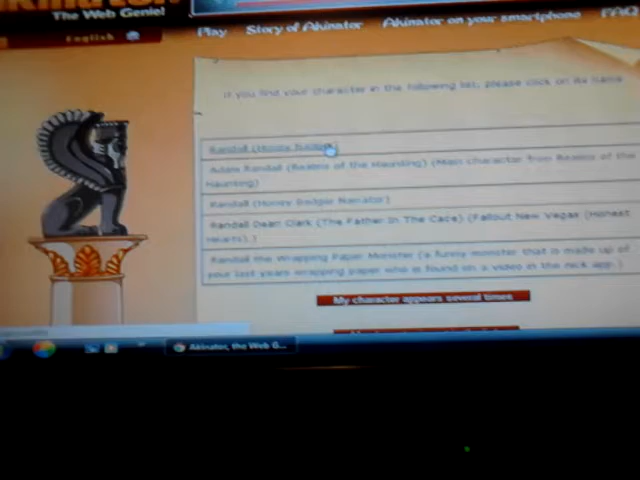 The Web Genie!
English
Play Story of Akinator Akinator on your smartphone FAQ
If you find your character in the following list, please click on its name
Randall (Honey Badger)
Adam Randall (Realms of the Haunting) (Main character from Realms of the
Haunting)
Randall (Honey Badger Narrator)
Randall Dean Clark (The Father In The Cave) (Fallout New Vegas (Honest
Hearts).)
Randall the Wrapping Paper Monster (a funny monster that is made up of
your last years wrapping paper who is found on a video in the nick app.)
My character appears several times
Akinator, the Web G...